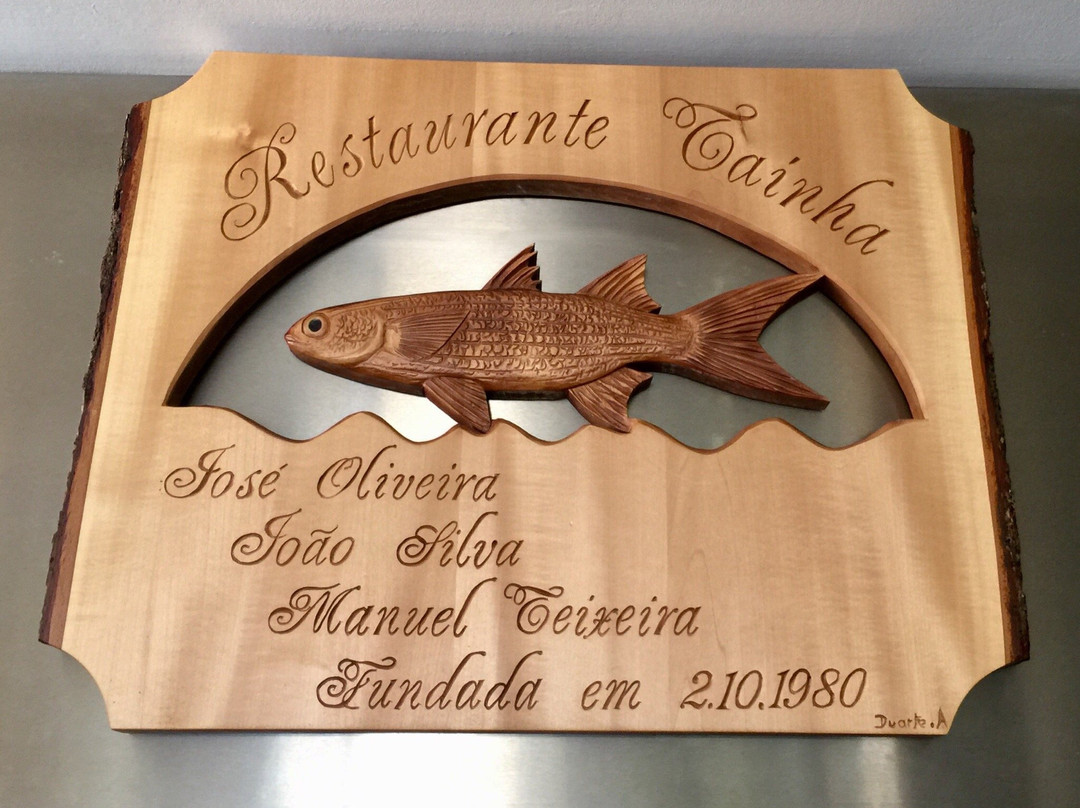 Restaurante Tainha
José Oliveira
João Silva
Manuel Teixeira
Fundada em 2.10.1980
Duarte.A